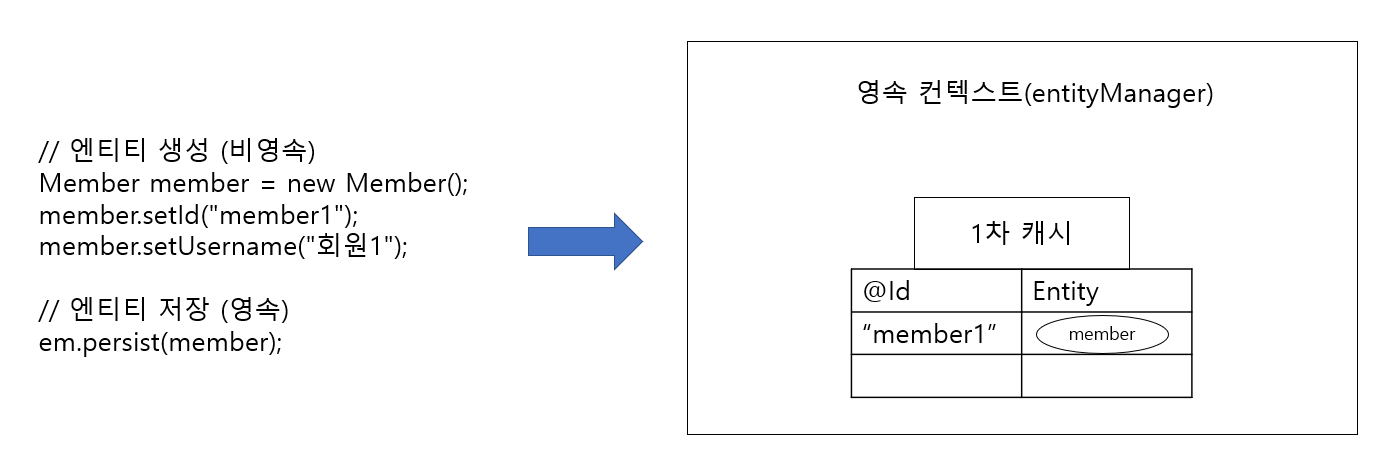 // 엔티티 생성 (비영속)
Member member = new Member();
member.setId("member1");
member.setUsername("회원1");
// 엔티티 저장 (영속)
em.persist(member);
영속 컨텍스트(entityManager)
1차 캐시
@Id Entity
“member1” member